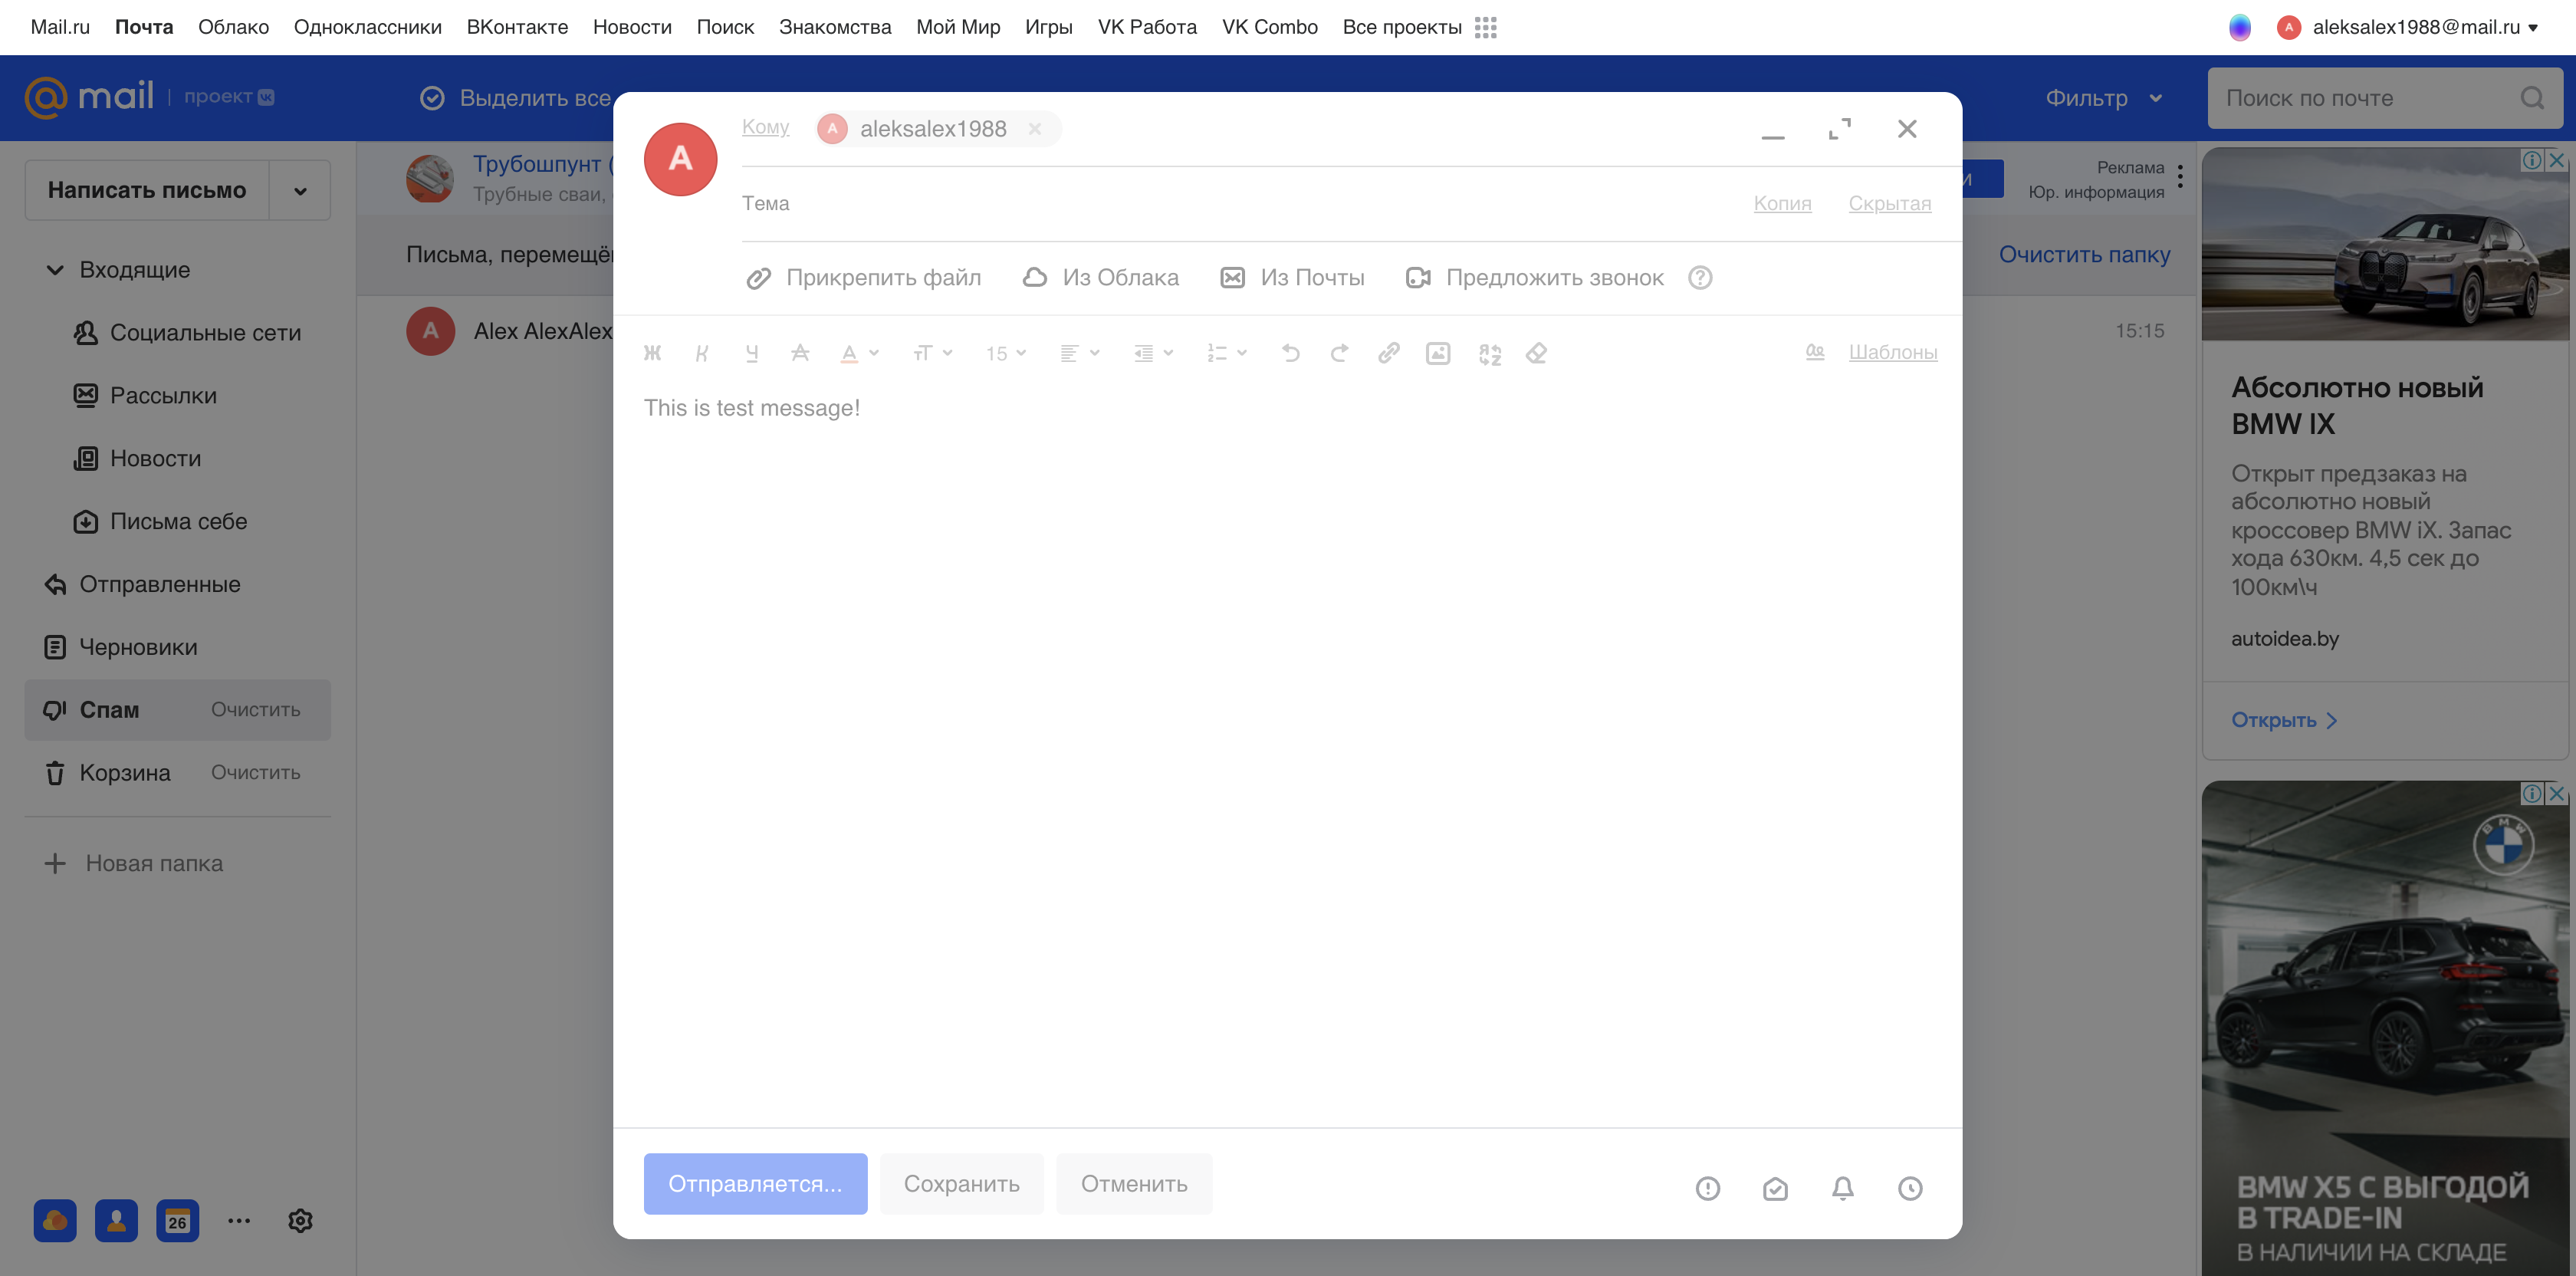 Mail.ru Почта Облако Одноклассники ВКонтакте Новости Поиск Знакомства Мой Мир Игры VK Работа VK Combo Все проекты
A aleksalex1988@mail.ru
@mail проект
Выделить все
Фильтр
Поиск по почте
Написать письмо
Входящие
Социальные сети
Рассылки
Новости
Письма себе
Отправленные
Черновики
Спам Очистить
Корзина Очистить
Новая папка
26
Трубошпунт (
Трубные сваи,
Реклама
Юр. информация
Письма, перемещё
Очистить папку
A Alex AlexAlex
15:15
A
Кому A aleksalex1988
Тема
Копия Скрытая
Прикрепить файл Из Облака Из Почты Предложить звонок
Ж К Ч A A тТ 15
Шаблоны
This is test message!
Отправляется... Сохранить Отменить
Абсолютно новый
BMW IX
Открыт предзаказ на
абсолютно новый
кроссовер BMW iX. Запас
хода 630км. 4,5 сек до
100км\ч
autoidea.by
Открыть
BMW
BMW X5 С ВЫГОДОЙ
В TRADE-IN
В НАЛИЧИИ НА СКЛАДЕ